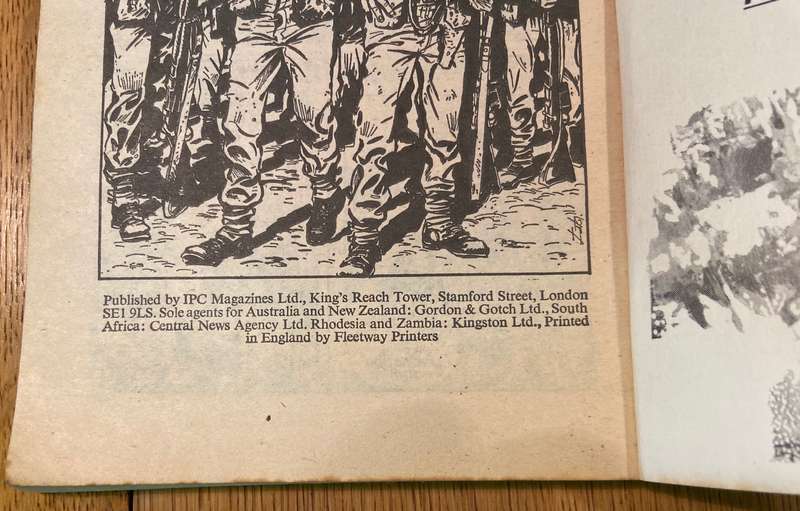 Published by IPC Magazines Ltd., King's Reach Tower, Stamford Street, London
SE1 9LS. Sole agents for Australia and New Zealand: Gordon & Gotch Ltd., South
Africa: Central News Agency Ltd. Rhodesia and Zambia: Kingston Ltd., Printed
in England by Fleetway Printers